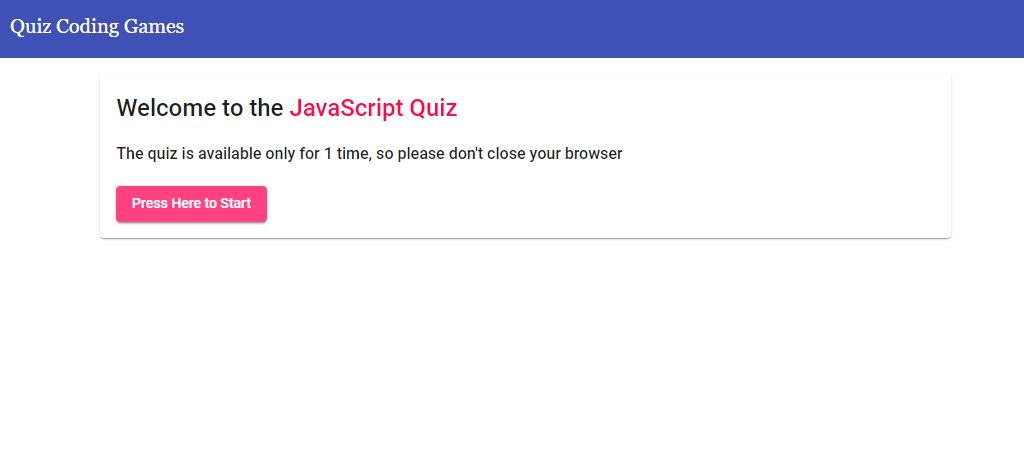 Quiz Coding Games
Welcome to the JavaScript Quiz
The quiz is available only for 1 time, so please don't close your browser
Press Here to Start